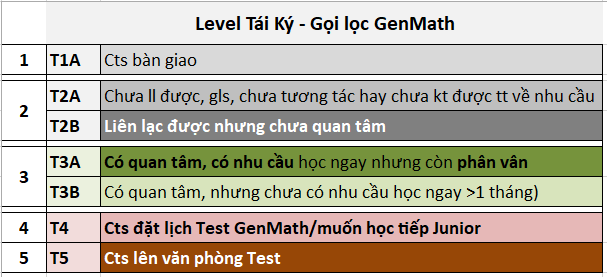 Level Tái Ký - Gọi lọc GenMath
1 T1A Cts bàn giao
2 T2A Chưa ll được, gls, chưa tương tác hay chưa kt được tt về nhu cầu
T2B Liên lạc được nhưng chưa quan tâm
3 T3A Có quan tâm, có nhu cầu học ngay nhưng còn phân vân
T3B Có quan tâm, nhưng chưa có nhu cầu học ngay >1 tháng)
4 T4 Cts đặt lịch Test GenMath/muốn học tiếp Junior
5 T5 Cts lên văn phòng Test